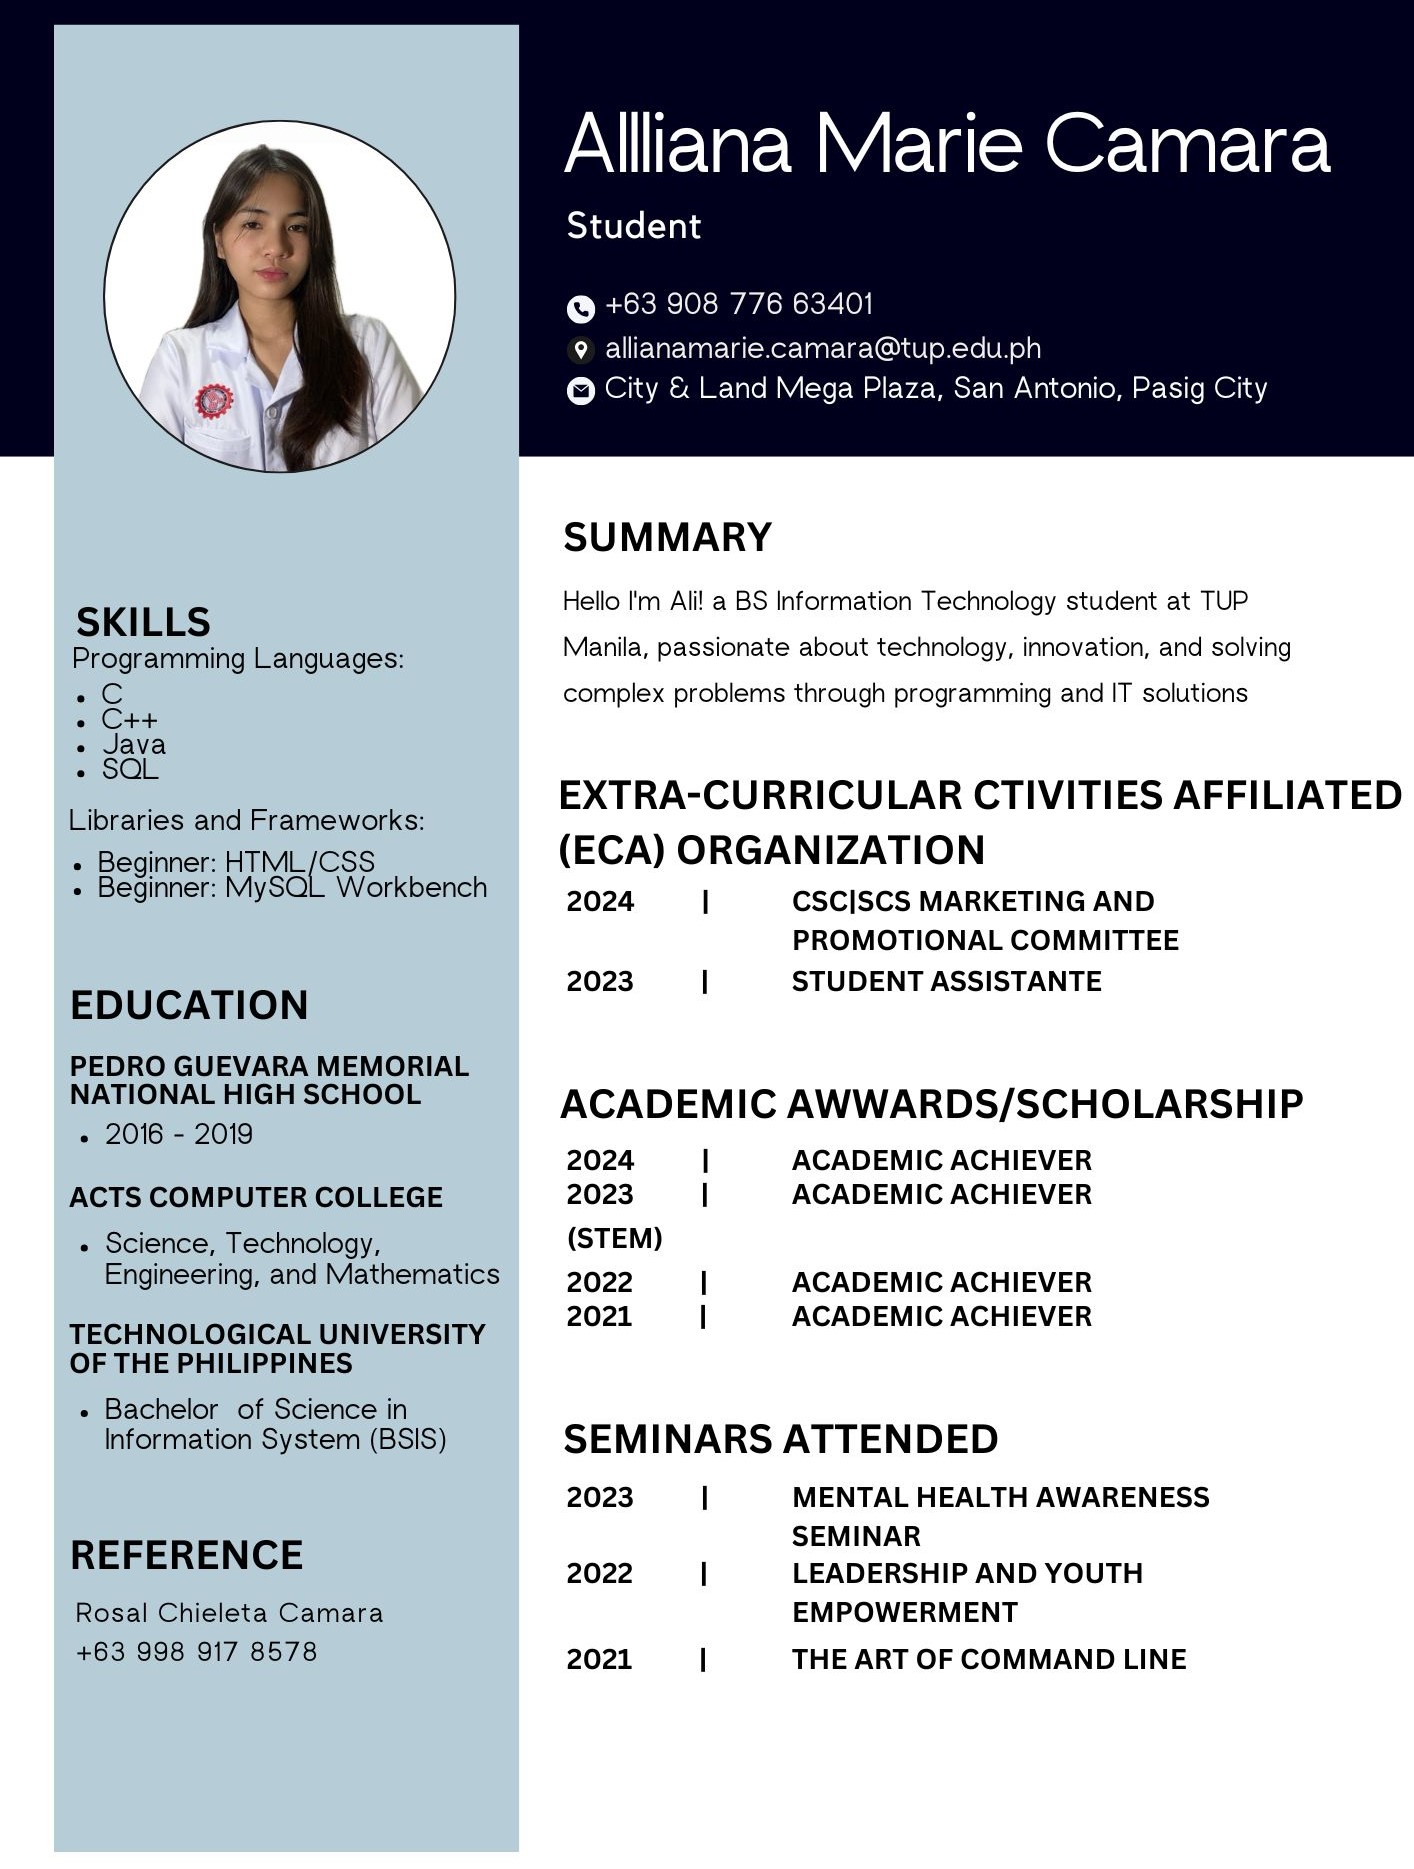 Allliana Marie Camara
Student
+63 908 776 63401
allianamarie.camara@tup.edu.ph
City & Land Mega Plaza, San Antonio, Pasig City
SKILLS
Programming Languages:
• C
• C++
• Java
• SQL
Libraries and Frameworks:
• Beginner: HTML/CSS
• Beginner: MySQL Workbench
EDUCATION
PEDRO GUEVARA MEMORIAL
NATIONAL HIGH SCHOOL
• 2016 - 2019
ACTS COMPUTER COLLEGE
• Science, Technology,
Engineering, and Mathematics
TECHNOLOGICAL UNIVERSITY
OF THE PHILIPPINES
• Bachelor of Science in
Information System (BSIS)
REFERENCE
Rosal Chieleta Camara
+63 998 917 8578
SUMMARY
Hello I'm Ali! a BS Information Technology student at TUP
Manila, passionate about technology, innovation, and solving
complex problems through programming and IT solutions
EXTRA-CURRICULAR CTIVITIES AFFILIATED
(ECA) ORGANIZATION
2024 | CSC|SCS MARKETING AND
PROMOTIONAL COMMITTEE
2023 | STUDENT ASSISTANTE
ACADEMIC AWWARDS/SCHOLARSHIP
2024 | ACADEMIC ACHIEVER
2023 | ACADEMIC ACHIEVER
(STEM)
2022 | ACADEMIC ACHIEVER
2021 | ACADEMIC ACHIEVER
SEMINARS ATTENDED
2023 | MENTAL HEALTH AWARENESS
SEMINAR
2022 | LEADERSHIP AND YOUTH
EMPOWERMENT
2021 | THE ART OF COMMAND LINE